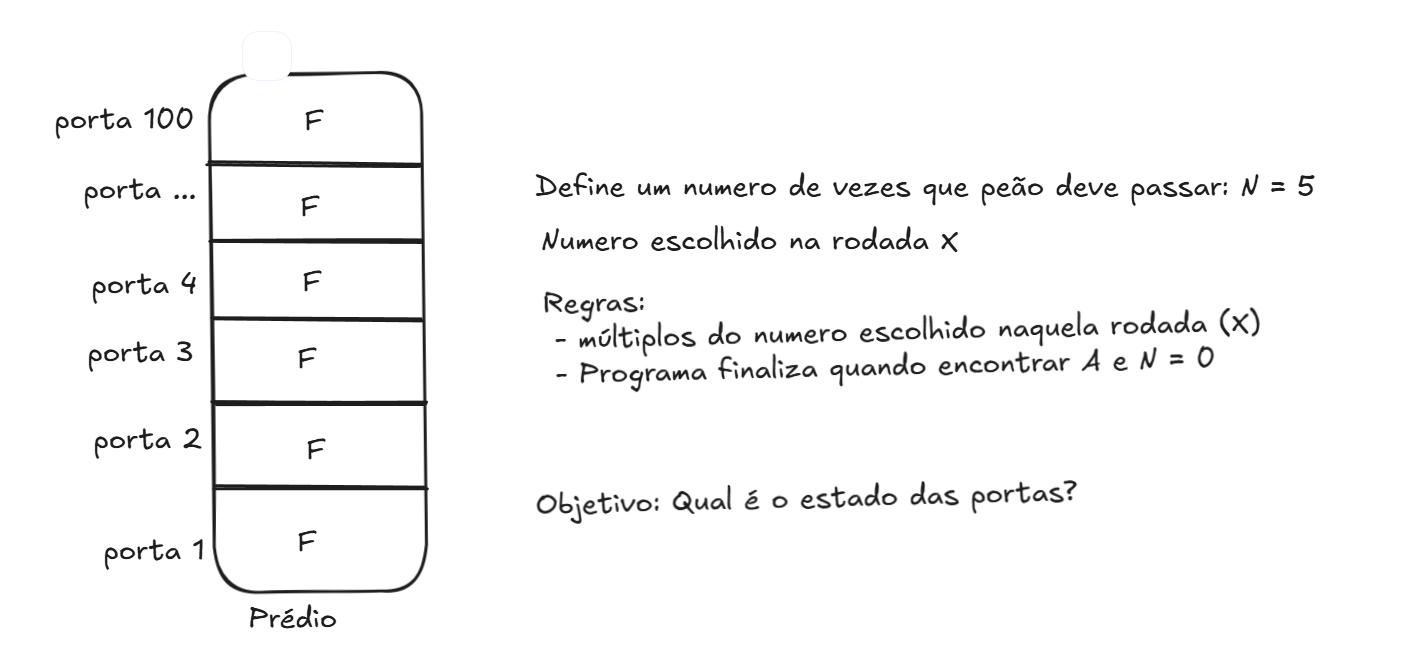 porta 100
F
porta ...
F
porta 4
F
porta 3
F
porta 2
F
porta 1
F
Prédio
Define um numero de vezes que peão deve passar: N = 5
Numero escolhido na rodada X
Regras:
- múltiplos do numero escolhido naquela rodada (X)
- Programa finaliza quando encontrar A e N = 0
Objetivo: Qual é o estado das portas?